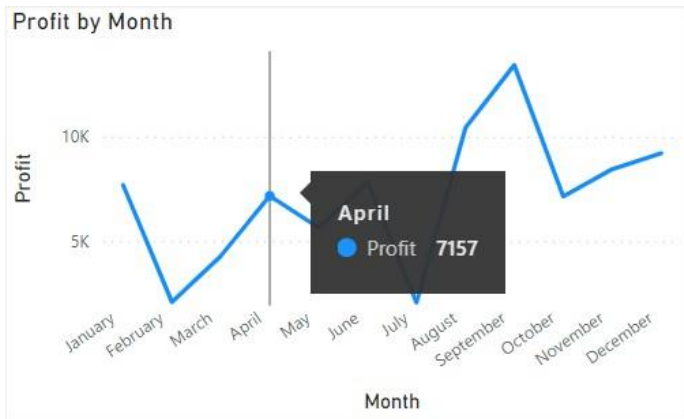 Profit by Month
10K
Profit
5K
April
Profit 7157
January
February
March
April
May
June
July
August
September
October
November
December
Month